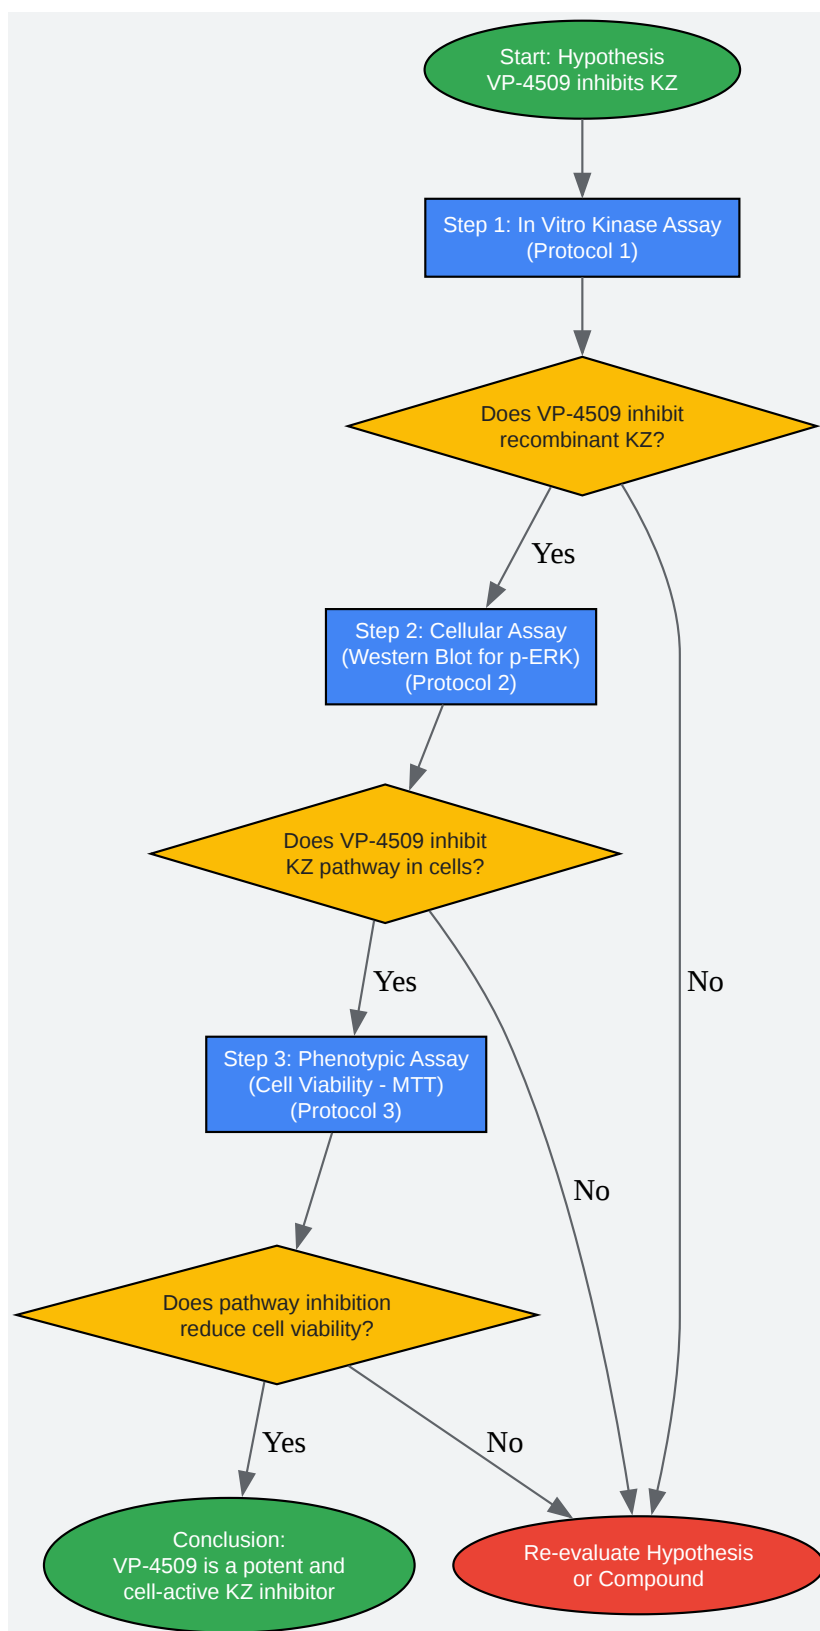 Start: Hypothesis
VP-4509 inhibits KZ
Step 1: In Vitro Kinase Assay
(Protocol 1)
Does VP-4509 inhibit
recombinant KZ?
Yes
Step 2: Cellular Assay
(Western Blot for p-ERK)
(Protocol 2)
Does VP-4509 inhibit
KZ pathway in cells?
Yes
No
Step 3: Phenotypic Assay
(Cell Viability - MTT)
(Protocol 3)
No
Does pathway inhibition
reduce cell viability?
Yes
No
Conclusion:
VP-4509 is a potent and
cell-active KZ inhibitor
Re-evaluate Hypothesis
or Compound